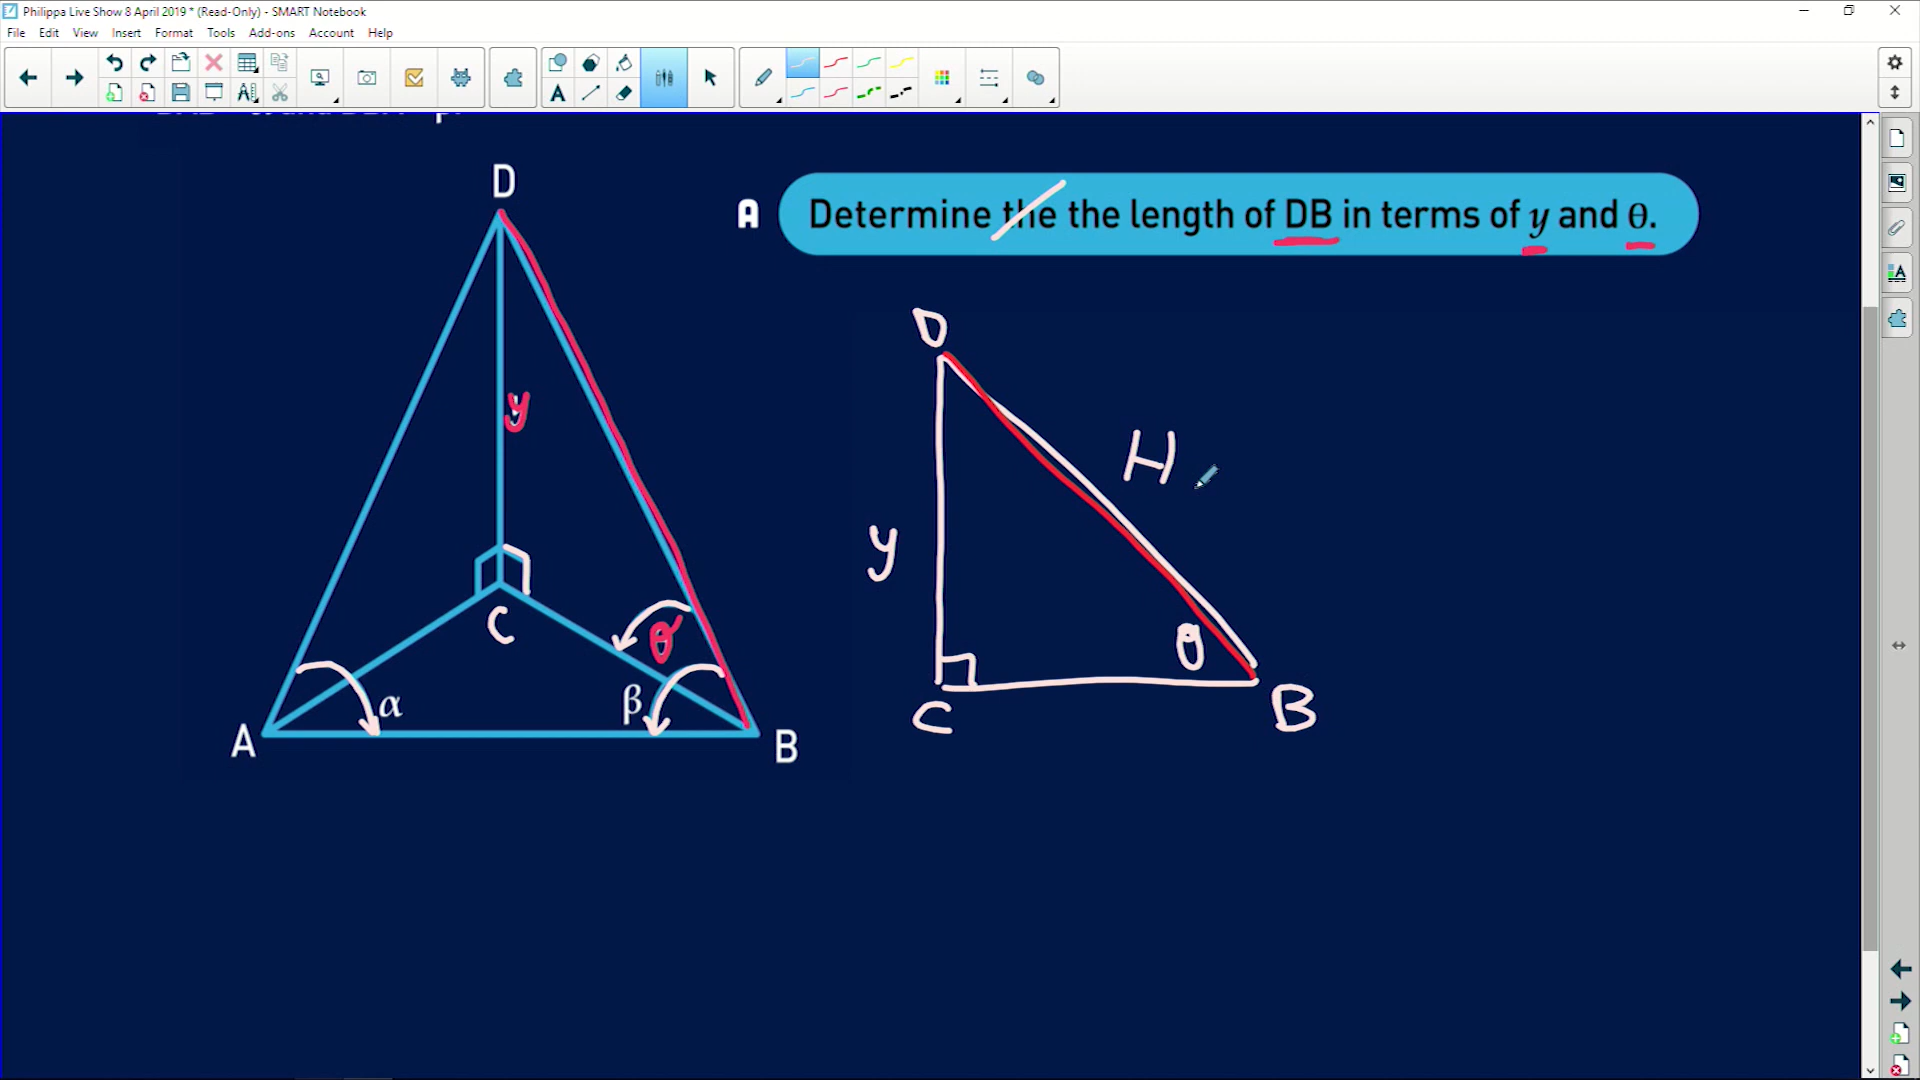 Philippa Live Show 8 April 2019 * (Read-Only) - SMART Notebook
File Edit View Insert Format Tools Add-ons Account Help
D
A Determine the the length of DB in terms of y and θ.
D
H
y
y
θ
C
θ
α
β
A
B
C
B